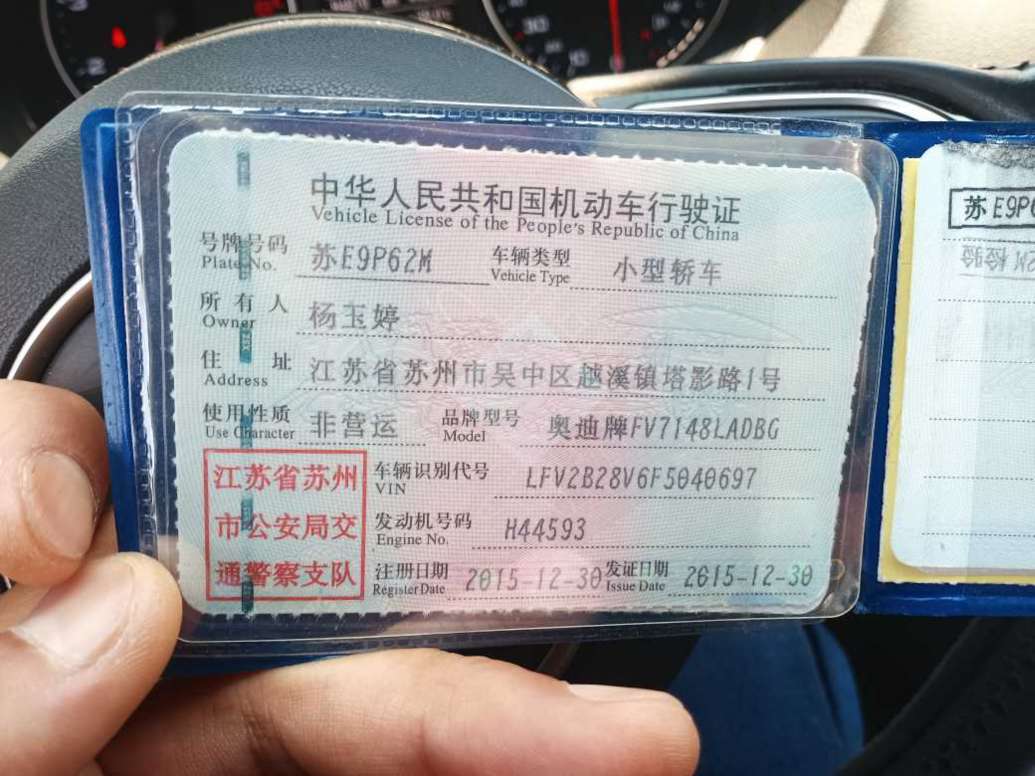 中华人民共和国机动车行驶证
Vehicle License of the People's Republic of China
号牌号码 苏E9P62M 车辆类型 小型轿车
Plate No. Vehicle Type
所有人 杨玉婷
Owner
住址 江苏省苏州市吴中区越溪镇塔影路1号
Address
使用性质 非营运 品牌型号 奥迪牌FV7148LADBG
Use Character Model
江苏省苏州 车辆识别代号 LFV2B28V6F5040697
VIN
市公安局交 发动机号码 H44593
Engine No.
通警察支队 注册日期 2015-12-30 发证日期 2015-12-30
Register Date Issue Date
苏E9P6
检验